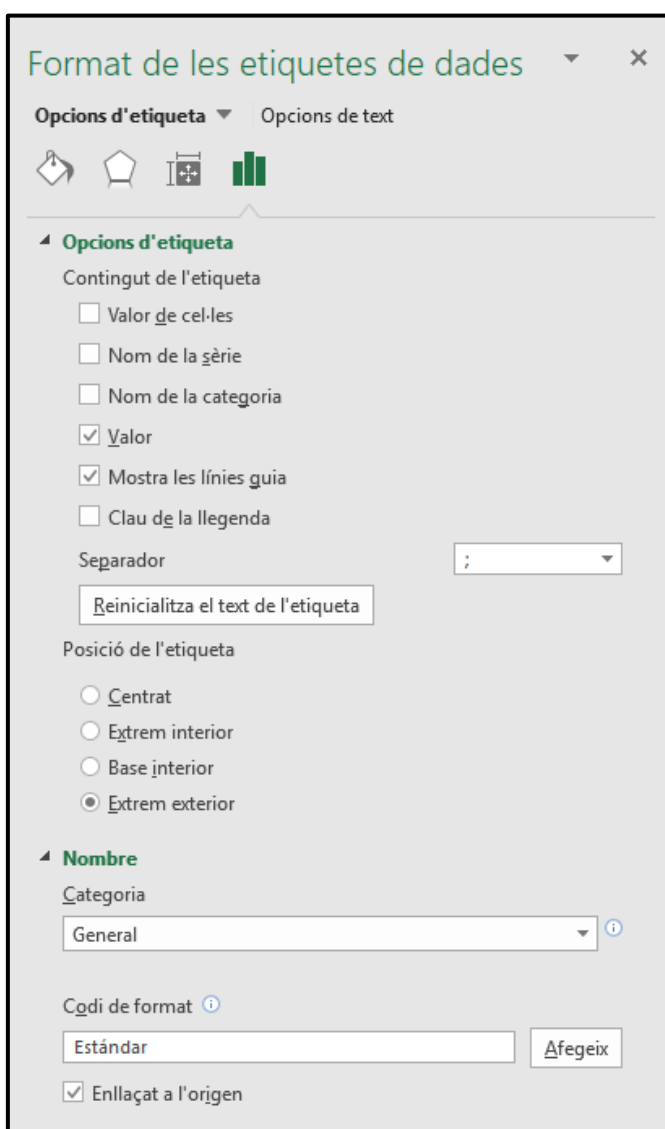 Format de les etiquetes de dades
Opcions d'etiqueta Opcions de text
Opcions d'etiqueta
Contingut de l'etiqueta
Valor de cel·les
Nom de la sèrie
Nom de la categoria
Valor
Mostra les línies guia
Clau de la llegenda
Separador ;
Reinicialitza el text de l'etiqueta
Posició de l'etiqueta
Centrat
Extrem interior
Base interior
Extrem exterior
Nombre
Categoria
General
Codi de format
Estándar Afegeix
Enllaçat a l'origen